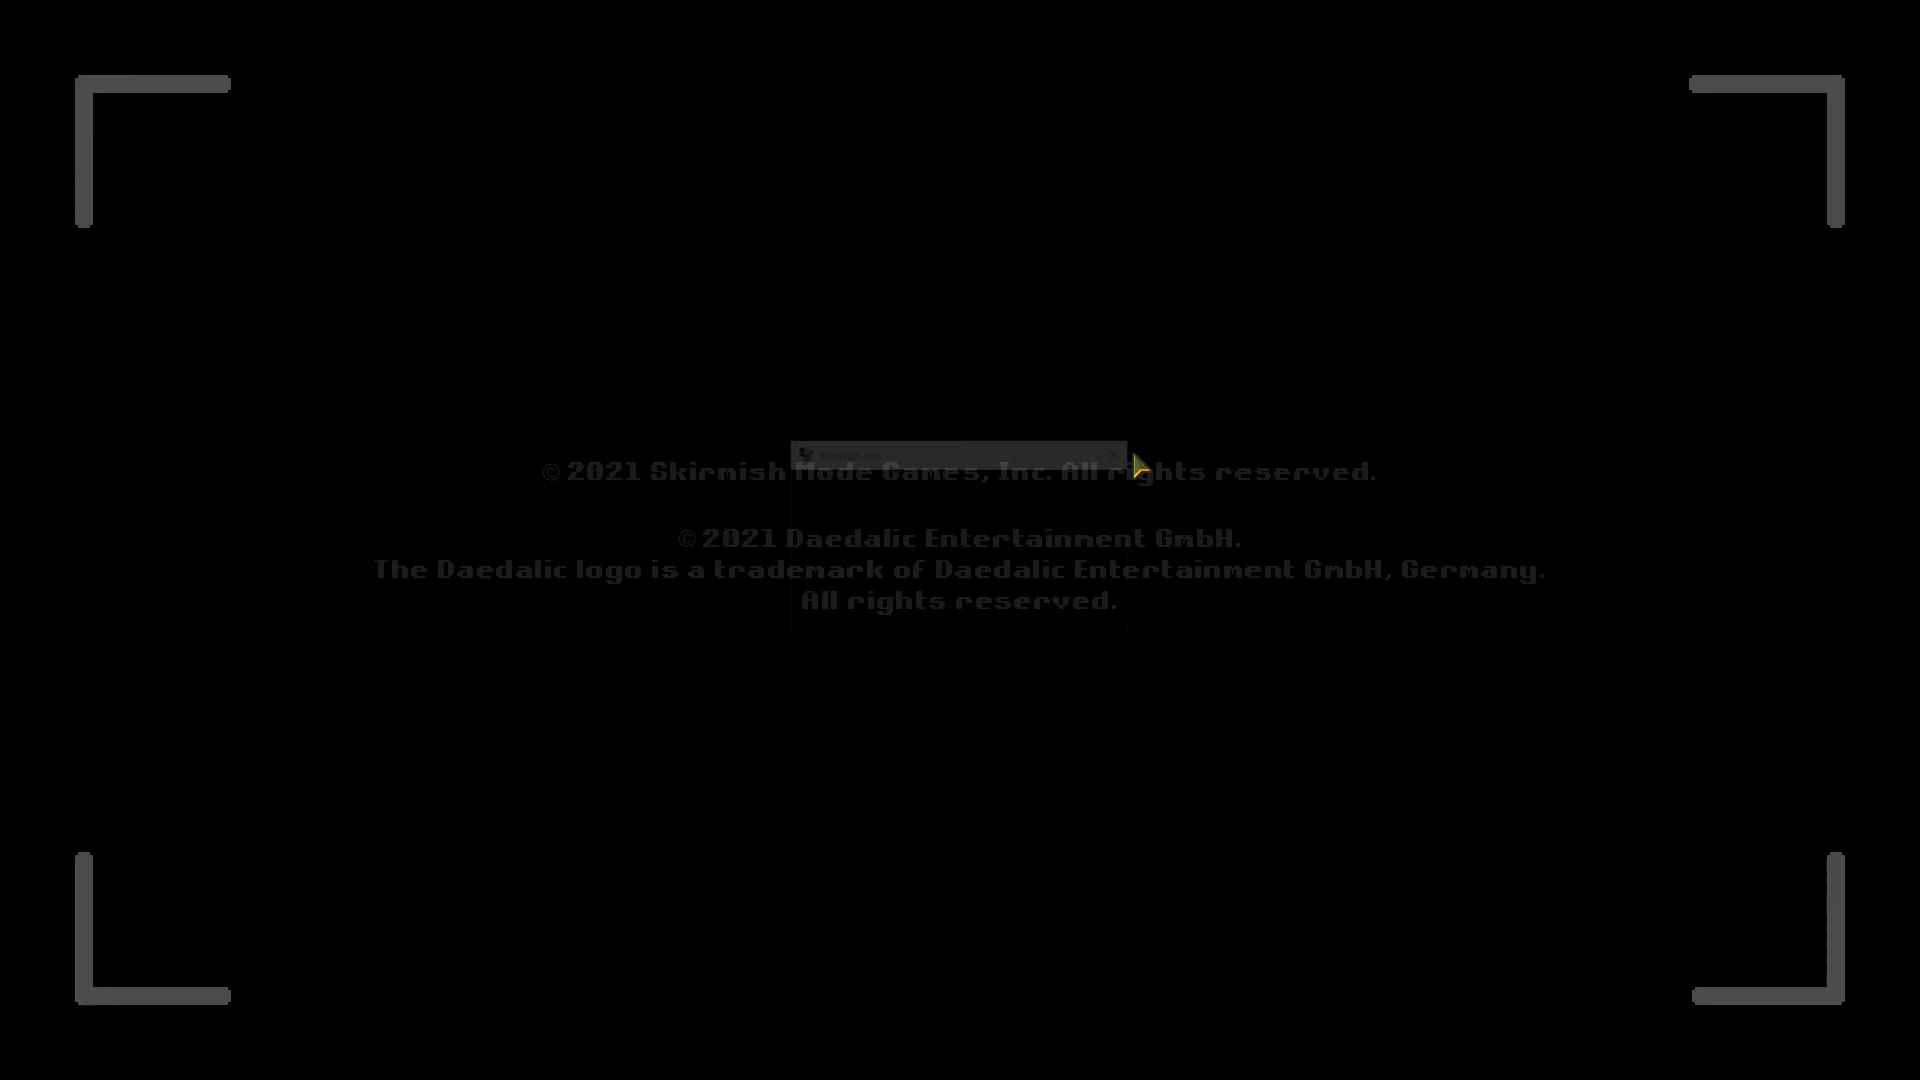 © 2021 Skirmish Mode Games, Inc. All rights reserved.
© 2021 Daedalic Entertainment GmbH.
The Daedalic logo is a trademark of Daedalic Entertainment GmbH, Germany.
All rights reserved.